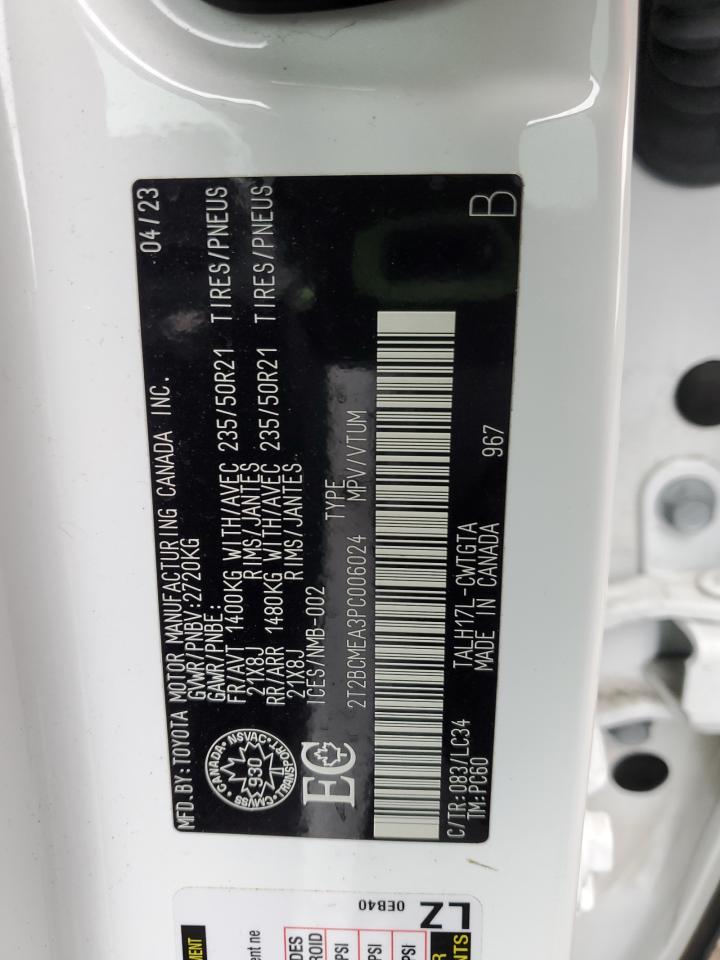 MFD.BY:TOYOTA MOTOR MANUFACTURING CANADA INC. 04/23
GVWR/PNBV:2720KG
GAWR/PNBE:
FR/AVT 1400KG WITH/AVEC 235/50R21 TIRES/PNEUS
21X8J RIMS/JANTES
RR/ARR 1480KG WITH/AVEC 235/50R21 TIRES/PNEUS
21X8J RIMS/JANTES
ICES/NMB-002
CANADA · NSVAC · TRANSPORT · CMVSS
930
EC
TYPE
2T2BCMEA3PC006024 MPV/VTUM
C/TR:083/LC34 TALH17L-CWTGTA 967 B
TM:PC60 MADE IN CANADA
0EB40
LZ
PSI
PSI
PSI